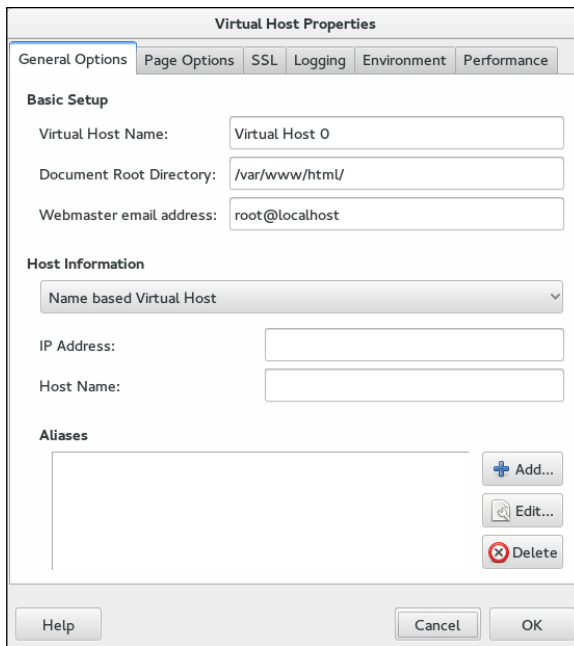 Virtual Host Properties
General Options Page Options SSL Logging Environment Performance
Basic Setup
Virtual Host Name: Virtual Host 0
Document Root Directory: /var/www/html/
Webmaster email address: root@localhost
Host Information
Name based Virtual Host
IP Address:
Host Name:
Aliases
Add...
Edit...
Delete
Help Cancel OK